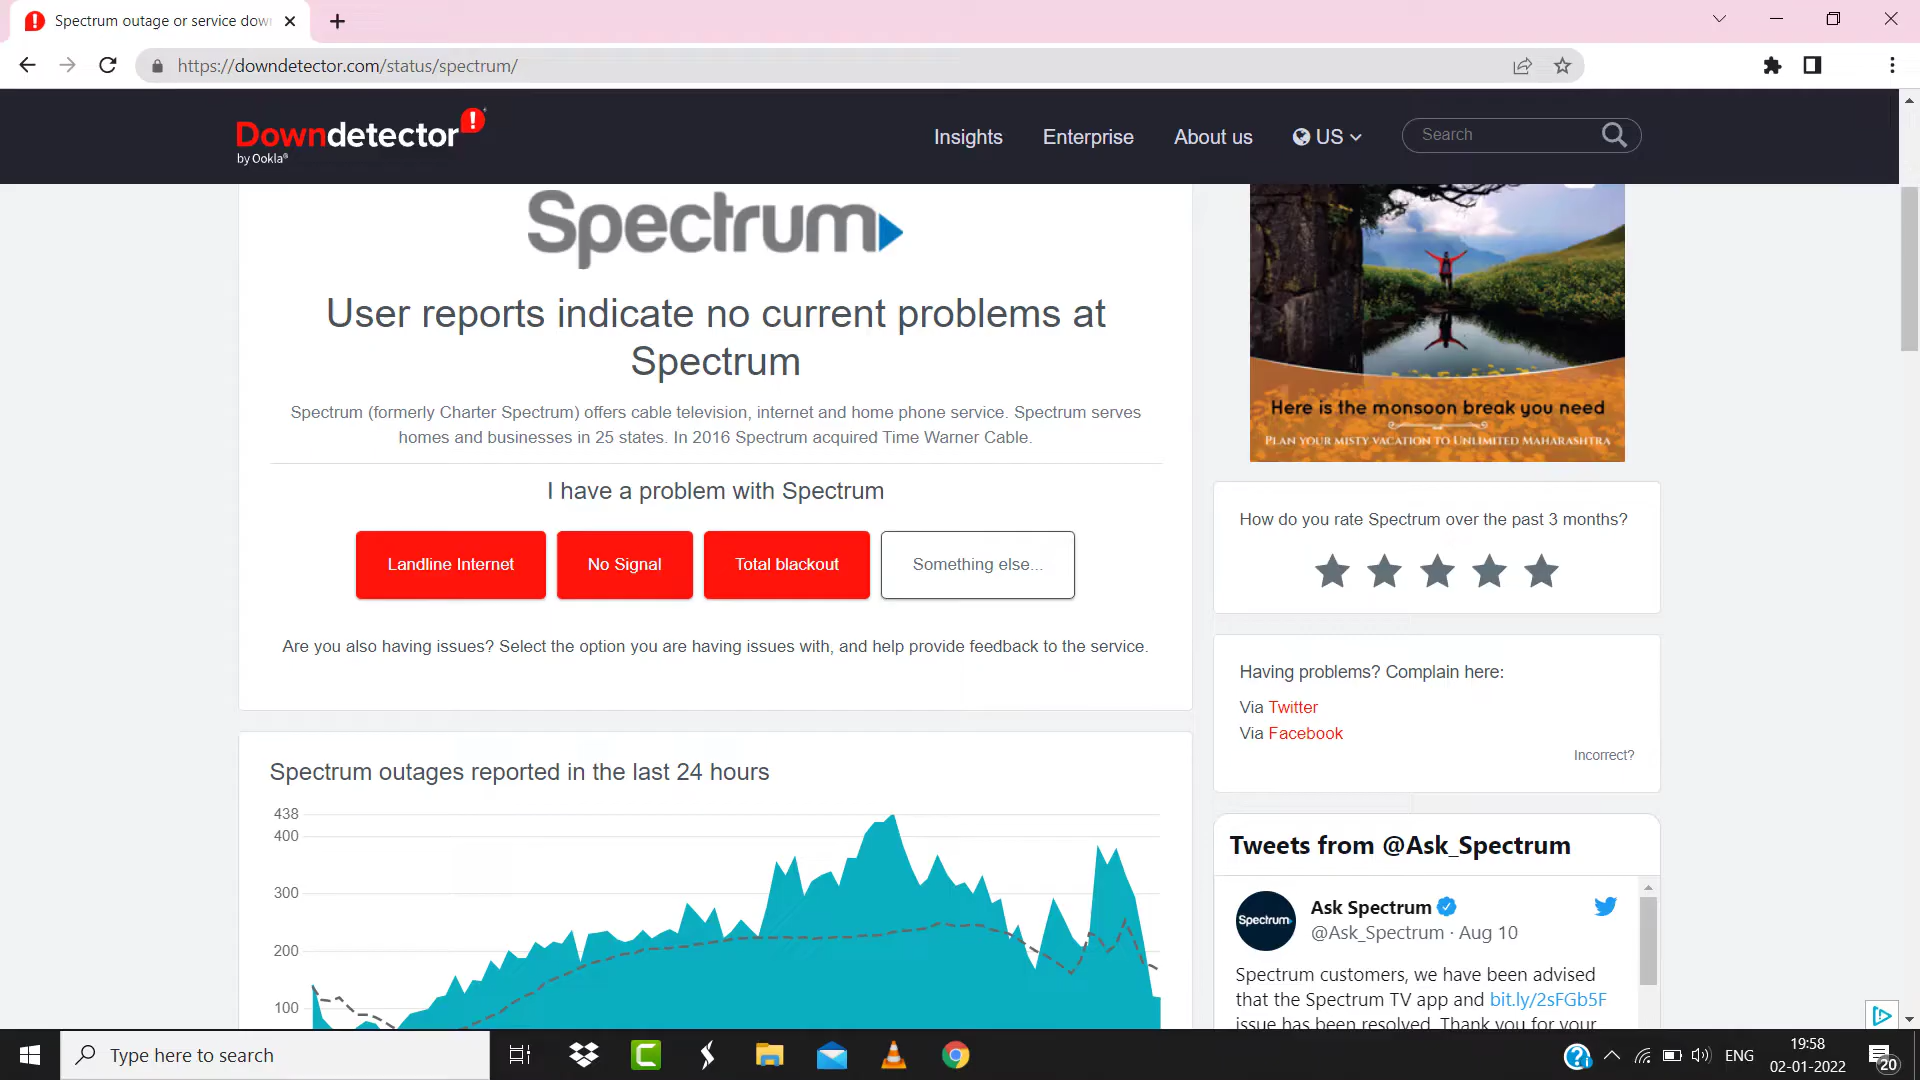 Spectrum outage or service dow
https://downdetector.com/status/spectrum/
Downdetector
by Ookla®
Insights
Enterprise
About us
US
Search
Spectrum
User reports indicate no current problems at
Spectrum
Spectrum (formerly Charter Spectrum) offers cable television, internet and home phone service. Spectrum serves
homes and businesses in 25 states. In 2016 Spectrum acquired Time Warner Cable.
I have a problem with Spectrum
Landline Internet
No Signal
Total blackout
Something else...
Are you also having issues? Select the option you are having issues with, and help provide feedback to the service.
Spectrum outages reported in the last 24 hours
438
400
300
200
100
Here is the monsoon break you need
Plan your misty vacation to Unlimited Maharashtra
How do you rate Spectrum over the past 3 months?
Having problems? Complain here:
Via Twitter
Via Facebook
Incorrect?
Tweets from @Ask_Spectrum
Spectrum
Ask Spectrum
@Ask_Spectrum · Aug 10
Spectrum customers, we have been advised
that the Spectrum TV app and bit.ly/2sFGb5F
issue has been resolved. Thank you for your
Type here to search
ENG
19:58
02-01-2022
20